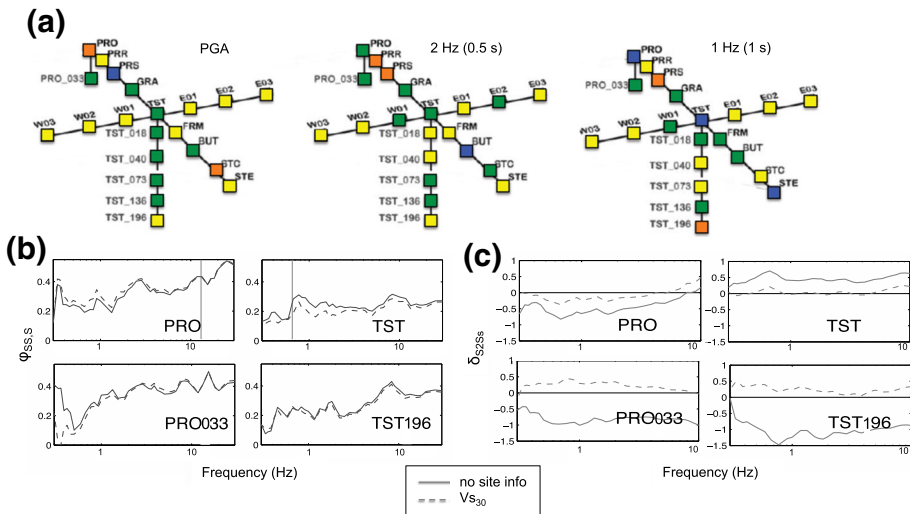 (a)
PGA
2 Hz (0.5 s)
1 Hz (1 s)
PRO
PRR
PRS
PRO_033
GRA
W03
W02
W01
TST
E01
E02
E03
TST_018
FRM
TST_040
BUT
TST_073
STC
TST_136
STE
TST_196
PRO
PRR
PRS
PRO_033
GRA
W03
W02
W01
TST
E01
E02
E03
TST_018
FRM
TST_040
BUT
TST_073
STC
TST_136
STE
TST_196
PRO
PRR
PRS
PRO_033
GRA
W03
W02
W01
TST
E01
E02
E03
TST_018
FRM
TST_040
BUT
TST_073
STC
TST_136
STE
TST_196
(b)
φSS,S
0.4
0.2
0
1
10
PRO
1
10
TST
0.4
0.2
0
1
10
PRO033
1
10
TST196
Frequency (Hz)
(c)
δS2Ss
1
0.5
0
−0.5
−1
−1.5
1
10
PRO
1
0.5
0
−0.5
−1
−1.5
1
10
TST
1
0.5
0
−0.5
−1
−1.5
1
10
PRO033
1
0.5
0
−0.5
−1
−1.5
1
10
TST196
Frequency (Hz)
no site info
Vs30